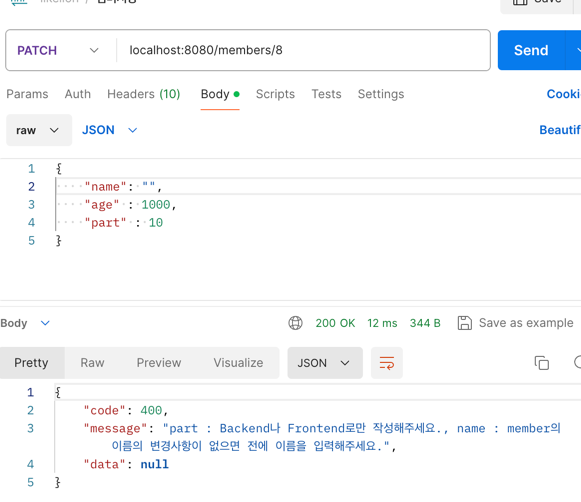 likelion /
Save
PATCH localhost:8080/members/8 Send
Params Auth Headers (10) Body Scripts Tests Settings Cooki
raw JSON Beautif
1 {
2 "name": "",
3 "age" : 1000,
4 "part" : 10
5 }
Body 200 OK 12 ms 344 B Save as example
Pretty Raw Preview Visualize JSON
1 {
2 "code": 400,
3 "message": "part : Backend나 Frontend로만 작성해주세요., name : member의
이름의 변경사항이 없으면 전에 이름을 입력해주세요.",
4 "data": null
5 }